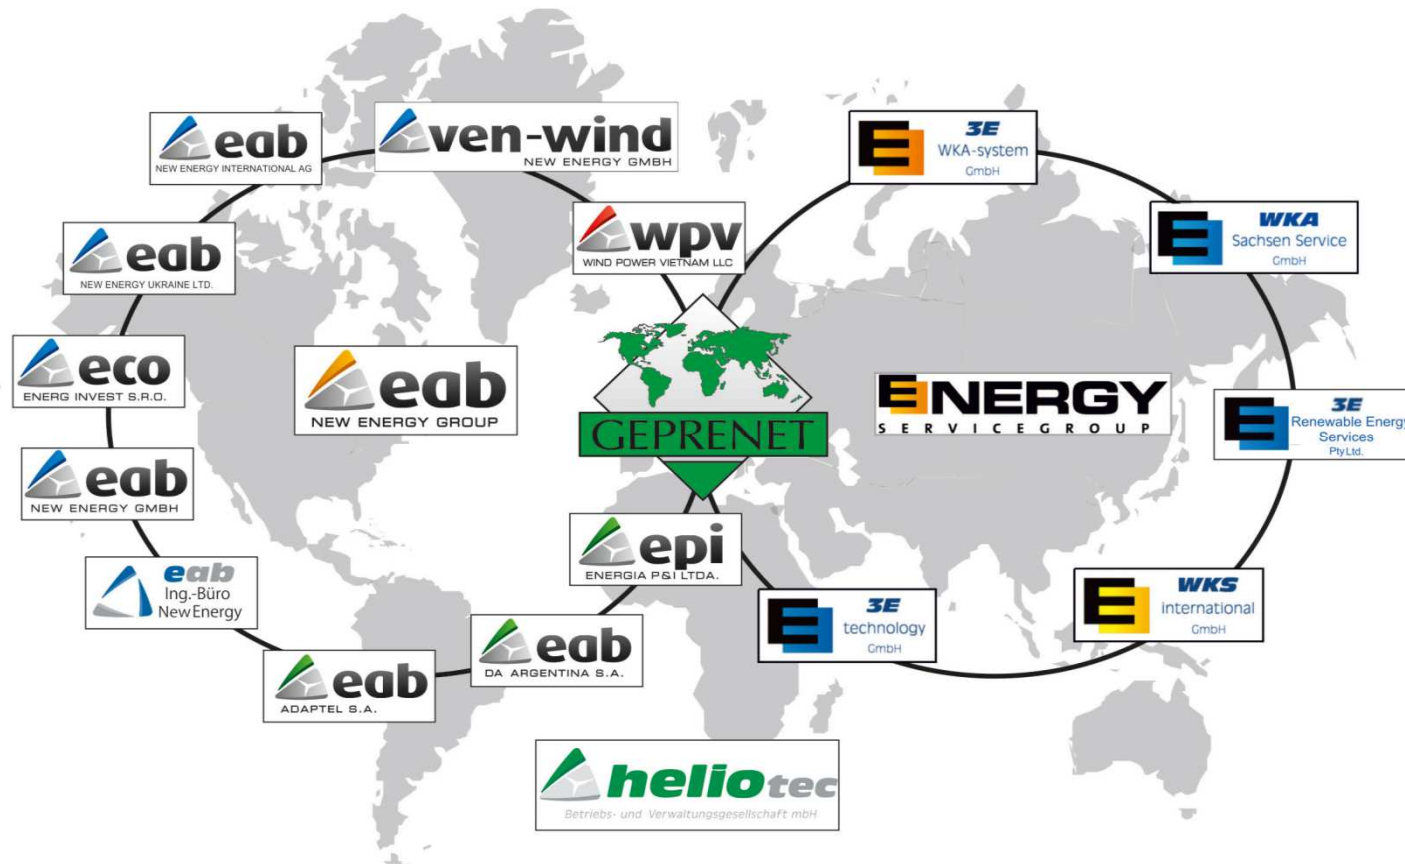 eab
NEW ENERGY INTERNATIONAL AG
ven-wind
NEW ENERGY GMBH
3E
WKA-system
GmbH
wpv
WIND POWER VIETNAM LLC
WKA
Sachsen Service
GmbH
eab
NEW ENERGY UKRAINE LTD.
eco
ENERG INVEST S.R.O.
eab
NEW ENERGY GROUP
GEPRENET
ENERGY
SERVICEGROUP
3E
Renewable Energy
Services
Pty Ltd.
eab
NEW ENERGY GMBH
epi
ENERGIA P&I LTDA.
eab
Ing.-Büro
NewEnergy
3E
technology
GmbH
WKS
international
GmbH
eab
ADAPTEL S.A.
eab
DA ARGENTINA S.A.
heliotec
Betriebs- und Verwaltungsgesellschaft mbH